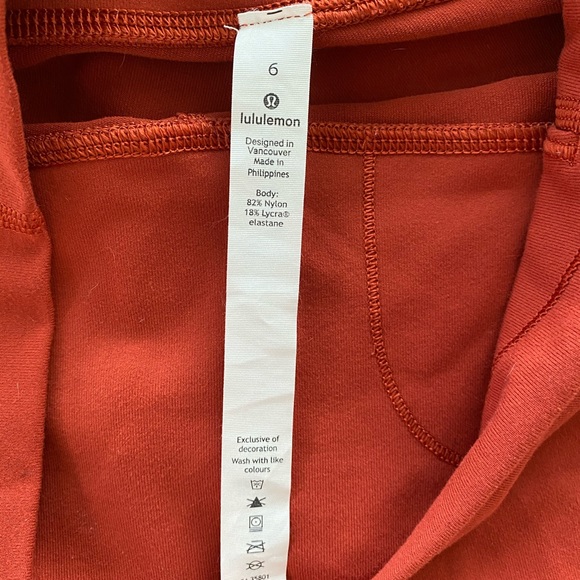 6
lululemon
Designed in
Vancouver
Made in
Philippines
Body:
82% Nylon
18% Lycra®
elastane
Exclusive of
decoration
Wash with like
colours